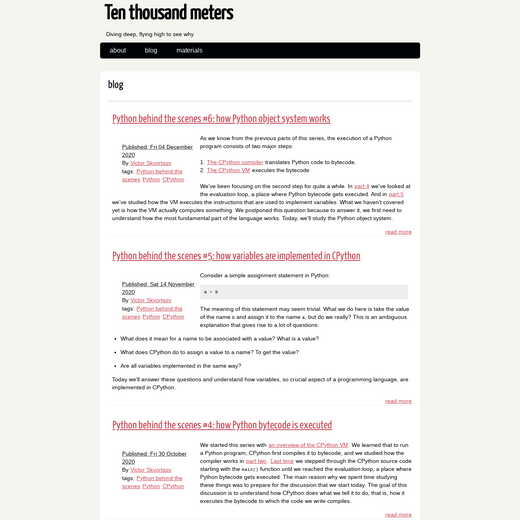 Ten thousand meters
Diving deep, flying high to see why
about blog materials
blog
Python behind the scenes #6: how Python object system works
Published: Fri 04 December
2020
By Victor Skvortsov
tags: Python behind the
scenes Python CPython
As we know from the previous parts of this series, the execution of a Python
program consists of two major steps:
1. The CPython compiler translates Python code to bytecode.
2. The CPython VM executes the bytecode.
We've been focusing on the second step for quite a while. In part 4 we've looked at
the evaluation loop, a place where Python bytecode gets executed. And in part 5
we've studied how the VM executes the instructions that are used to implement variables. What we haven't covered
yet is how the VM actually computes something. We postponed this question because to answer it, we first need to
understand how the most fundamental part of the language works. Today, we'll study the Python object system.
read more
Python behind the scenes #5: how variables are implemented in CPython
Published: Sat 14 November
2020
By Victor Skvortsov
tags: Python behind the
scenes Python CPython
Consider a simple assignment statement in Python:
a = b
The meaning of this statement may seem trivial. What we do here is take the value
of the name b and assign it to the name a, but do we really? This is an ambiguous
explanation that gives rise to a lot of questions:
• What does it mean for a name to be associated with a value? What is a value?
• What does CPython do to assign a value to a name? To get the value?
• Are all variables implemented in the same way?
Today we'll answer these questions and understand how variables, so crucial aspect of a programming language, are
implemented in CPython.
read more
Python behind the scenes #4: how Python bytecode is executed
Published: Fri 30 October
2020
By Victor Skvortsov
tags: Python behind the
scenes Python CPython
We started this series with an overview of the CPython VM. We learned that to run
a Python program, CPython first compiles it to bytecode, and we studied how the
compiler works in part two. Last time we stepped through the CPython source code
starting with the main() function until we reached the evaluation loop, a place where
Python bytecode gets executed. The main reason why we spent time studying
these things was to prepare for the discussion that we start today. The goal of this
discussion is to understand how CPython does what we tell it to do, that is, how it
executes the bytecode to which the code we write compiles.
read more